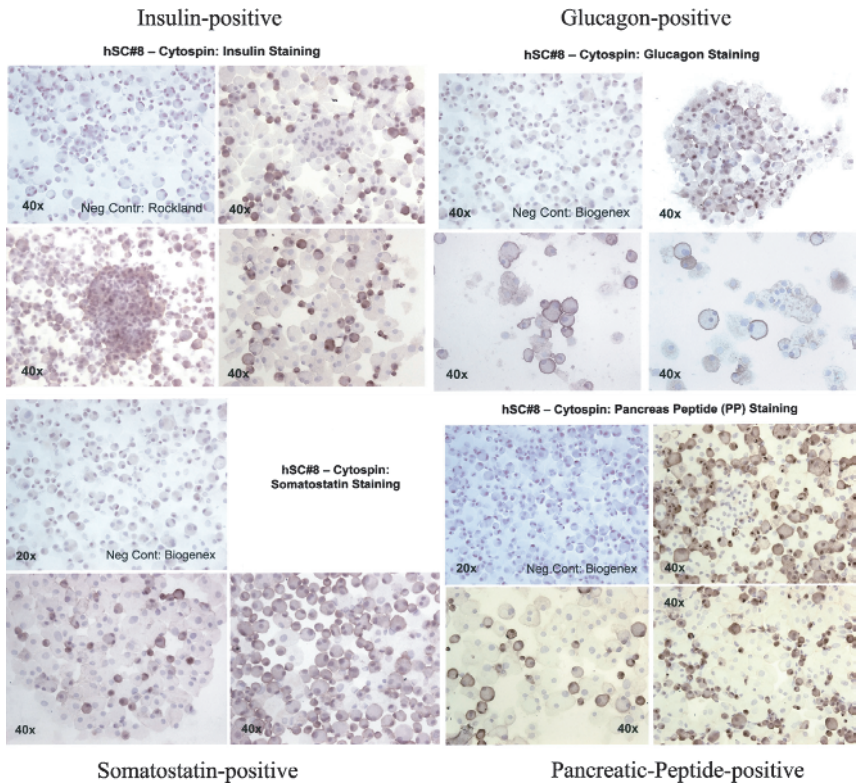 Insulin-positive
Glucagon-positive
hSC#8 – Cytospin: Insulin Staining
hSC#8 – Cytospin: Glucagon Staining
40x
Neg Contr: Rockland
40x
40x
Neg Cont: Biogenex
40x
40x
40x
40x
40x
hSC#8 – Cytospin:
Somatostatin Staining
20x
Neg Cont: Biogenex
40x
40x
hSC#8 – Cytospin: Pancreas Peptide (PP) Staining
20x
Neg.Cont: Biogenex
40x
40x
40x
Somatostatin-positive
Pancreatic-Peptide-positive